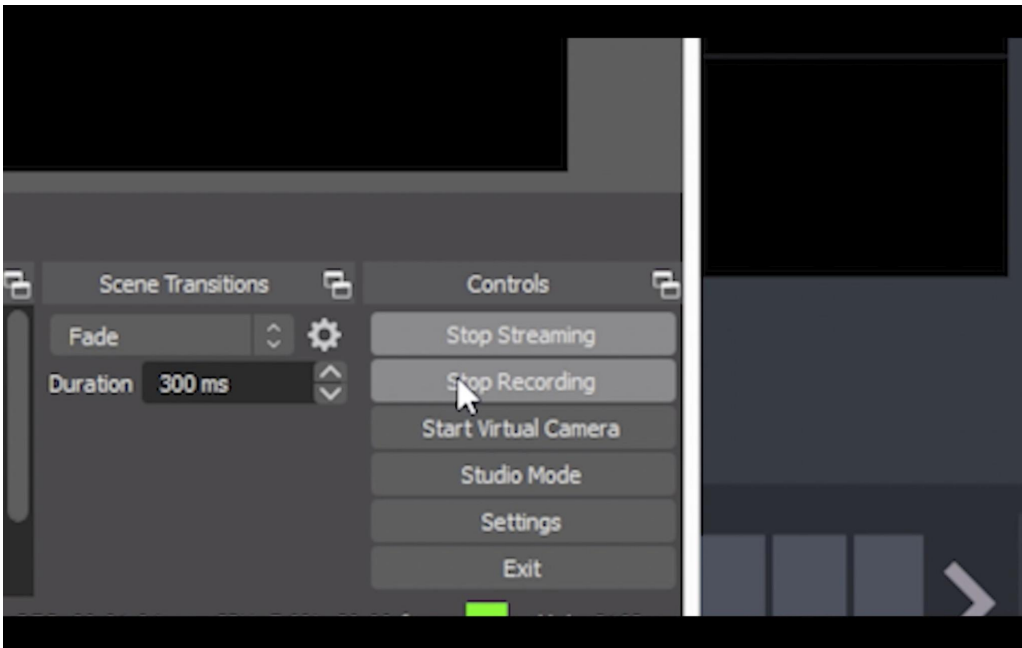 Scene Transitions
Controls
Fade
Stop Streaming
Duration 300 ms
Stop Recording
Start Virtual Camera
Studio Mode
Settings
Exit